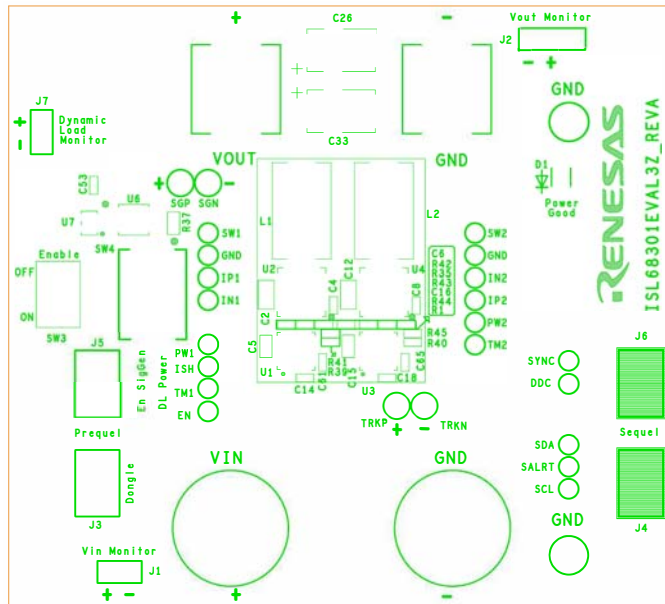 +
C26
-
Vout Monitor
J2
- +
J7
+
-
Dynamic
Load
Monitor
+
+
C33
GND
RENESAS
ISL68301EVAL3Z_REVA
VOUT
GND
D1
Power
Good
C53
U6
U7
+
-
SGP
SGN
R37
L1
L2
SW1
GND
IP1
IN1
SW2
GND
IN2
IP2
PW2
TM2
Enable
OFF
ON
SW3
SW4
U2
C12
U4
C6
R42
R35
R43
C16
R44
R1
C4
C8
C2
C5
R45
R40
C65
R41
R39
U1
C14
C61
C15
U3
C18
J5
En SigGen
DL Power
PW1
ISH
TM1
EN
J6
SYNC
DDC
TRKP
+
-
TRKN
Prequel
Sequel
VIN
GND
SDA
SALRT
SCL
Dongle
J3
J4
GND
Vin Monitor
J1
+ -
+
-